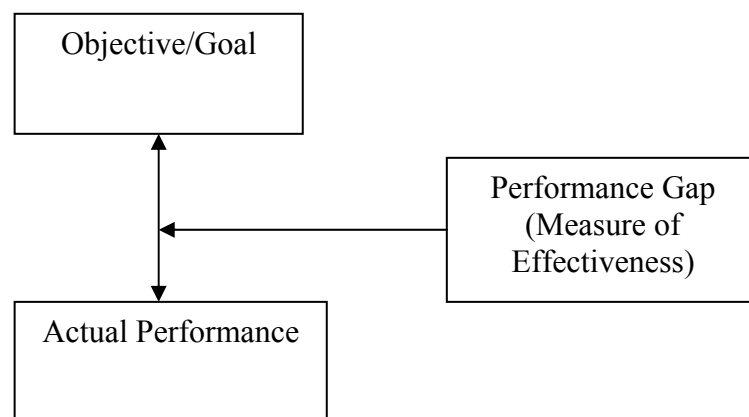 Objective/Goal
Performance Gap
(Measure of
Effectiveness)
Actual Performance